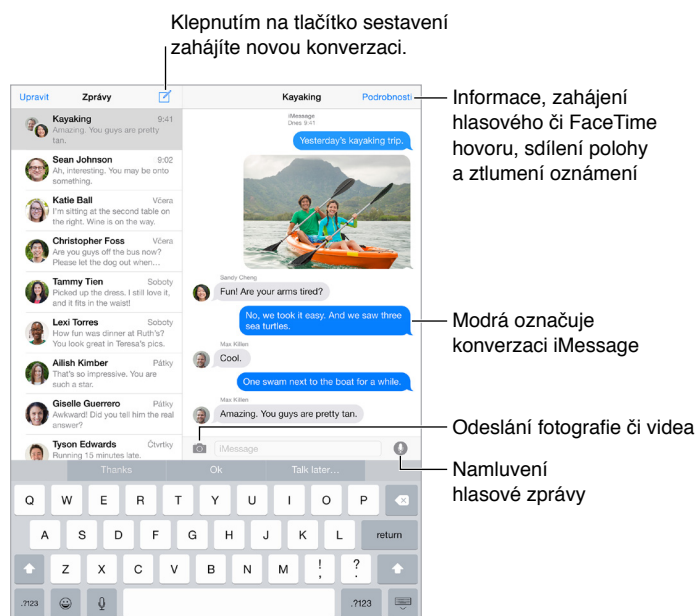 Klepnutím na tlačítko sestavení
zahájíte novou konverzaci.
Upravit
Zprávy
Kayaking
Podrobnosti
Kayaking 9:41
Amazing. You guys are pretty
tan.
Sean Johnson 9:02
Ah, interesting. You may be onto
something.
Katie Ball Včera
I'm sitting at the second table on
the right. Wine is on the way.
Christopher Foss Včera
Are you guys off the bus now?
Please let the dog out when...
Tammy Tien Soboty
Picked up the dress. I still love it,
and it fits in the waist!
Lexi Torres Soboty
How fun was dinner at Ruth's?
You look great in Teresa's pics.
Ailish Kimber Pátky
That's so impressive. You are
such a star.
Giselle Guerrero Pátky
Awkward! Did you tell him the real
answer?
Tyson Edwards Čtvrtky
Running 15 minutes late.
iMessage
Dnes 9:41
Yesterday's kayaking trip.
Sandy Cheng
Fun! Are your arms tired?
No, we took it easy. And we saw three
sea turtles.
Max Killen
Cool.
One swam next to the boat for a while.
Max Killen
Amazing. You guys are pretty tan.
iMessage
Informace, zahájení
hlasového či FaceTime
hovoru, sdílení polohy
a ztlumení oznámení
Modrá označuje
konverzaci iMessage
Odeslání fotografie či videa
Namluvení
hlasové zprávy
Thanks Ok Talk later...
Q W E R T Y U I O P
A S D F G H J K L return
Z X C V B N M ! , ? .
.?123 .?123